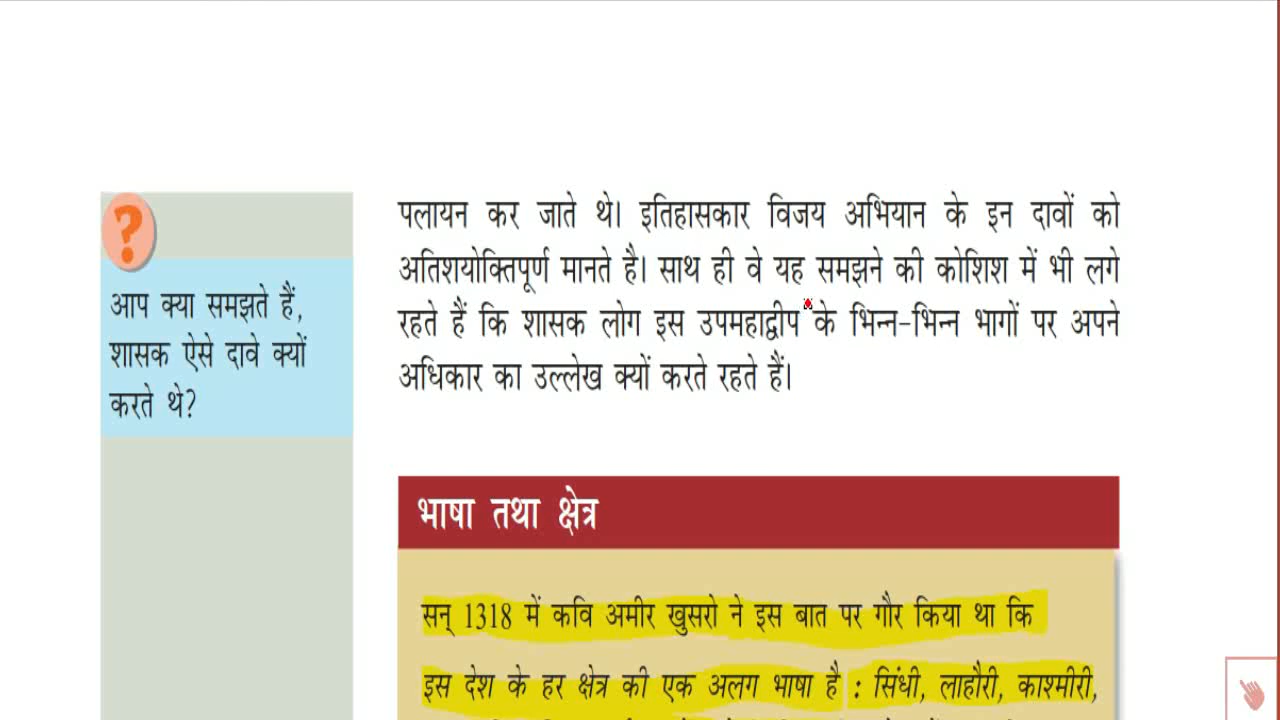 ?
आप क्या समझते हैं,
शासक ऐसे दावे क्यों
करते थे?
पलायन कर जाते थे। इतिहासकार विजय अभियान के इन दावों को
अतिशयोक्तिपूर्ण मानते है। साथ ही वे यह समझने की कोशिश में भी लगे
रहते हैं कि शासक लोग इस उपमहाद्वीप के भिन्न-भिन्न भागों पर अपने
अधिकार का उल्लेख क्यों करते रहते हैं।
भाषा तथा क्षेत्र
सन् 1318 में कवि अमीर खुसरो ने इस बात पर गौर किया था कि
इस देश के हर क्षेत्र की एक अलग भाषा है : सिंधी, लाहौरी, काश्मीरी,